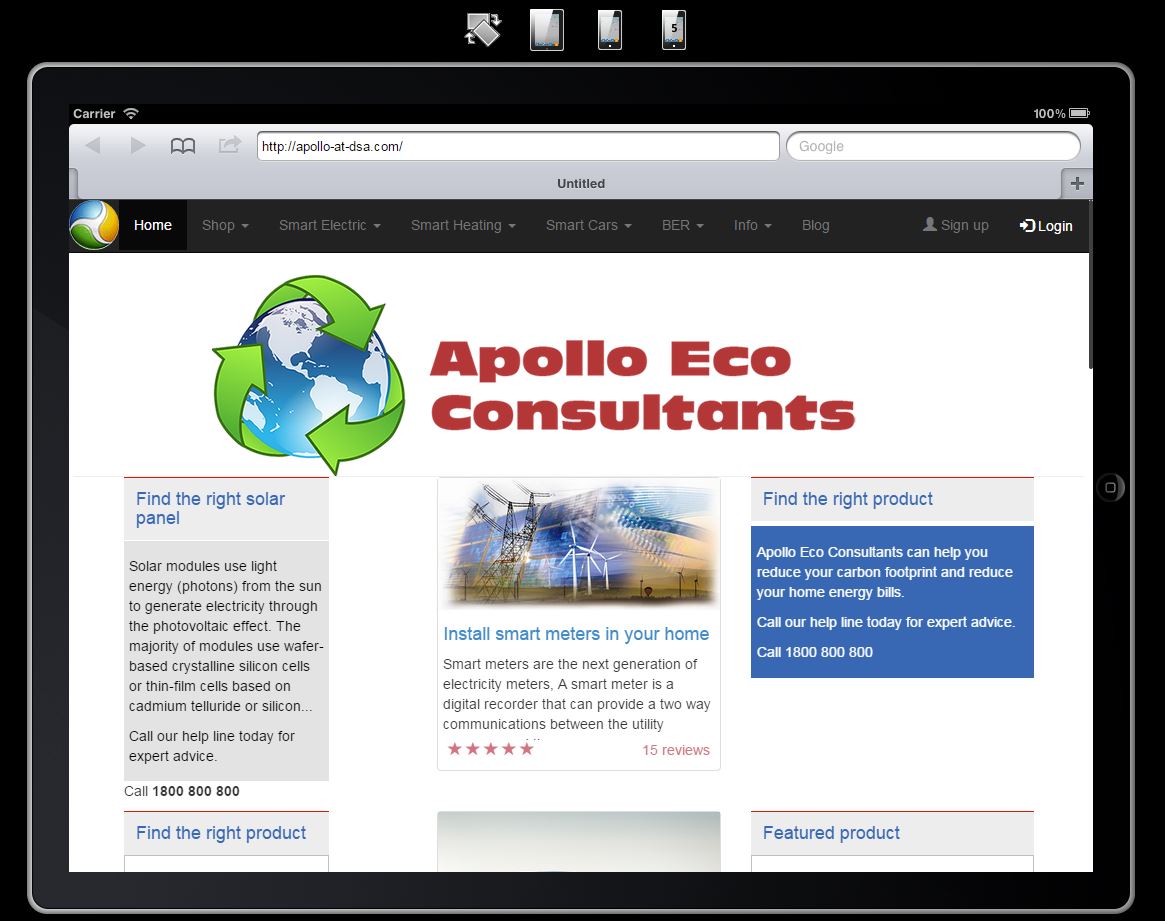 5
Carrier
100%
http://apollo-at-dsa.com/
Google
Untitled
Home Shop Smart Electric Smart Heating Smart Cars BER Info Blog Sign up Login
Apollo Eco
Consultants
Find the right solar
panel
Solar modules use light
energy (photons) from the sun
to generate electricity through
the photovoltaic effect. The
majority of modules use wafer-
based crystalline silicon cells
or thin-film cells based on
cadmium telluride or silicon...
Call our help line today for
expert advice.
Call 1800 800 800
Install smart meters in your home
Smart meters are the next generation of
electricity meters, A smart meter is a
digital recorder that can provide a two way
communications between the utility
15 reviews
Find the right product
Apollo Eco Consultants can help you
reduce your carbon footprint and reduce
your home energy bills.
Call our help line today for expert advice.
Call 1800 800 800
Find the right product
Featured product